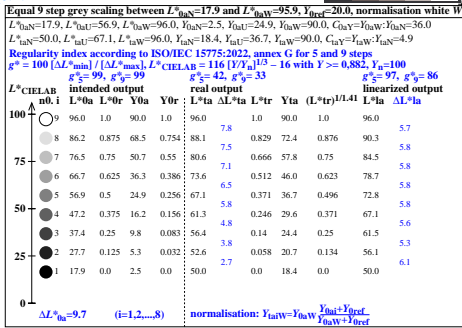 Equal 9 step grey scaling between L*0aN=17.9 and L*0aW=95.9, Y0ref=20.0, normalisation white W
L*0aN=17.9, L*0aU=56.9, L*0aW=96.0, Y0aN=2.5, Y0aU=24.9, Y0aW=90.0, C0aY=Y0aW:Y0aN=36.0
L*taN=50.0, L*taU=67.1, L*taW=96.0, YtaN=18.4, YtaU=36.7, YtaW=90.0, CtaY=YtaW:YtaN=4.9
Regularity index according to ISO/IEC 15775:2022, annex G for 5 and 9 steps
g* = 100 [ΔL*min] / [ΔL*max], L*CIELAB = 116 [Y/Yn]1/3 – 16 with Y >= 0,882, Yn=100
g*5= 99, g*9= 99 g*5= 42, g*9= 33 g*5= 97, g*9= 86
L*CIELAB intended output real output linearized output
n0. i L*0a L*0r Y0a Y0r L*ta ΔL*ta L*tr Yta (L*tr)1/1.41 L*la ΔL*la
100
9 96.0 1.0 90.0 1.0 96.0 1.0 90.0 1.0 96.0
7.8 5.7
8 86.2 0.875 68.5 0.754 88.1 0.829 72.4 0.876 90.3
7.5 5.8
7 76.5 0.75 50.7 0.55 80.6 0.666 57.8 0.75 84.5
75
7.1 5.8
6 66.7 0.625 36.3 0.386 73.6 0.512 46.0 0.623 78.7
6.5 5.8
5 56.9 0.5 24.9 0.256 67.1 0.371 36.7 0.496 72.8
5.8 5.8
50
4 47.2 0.375 16.2 0.156 61.3 0.246 29.6 0.371 67.1
4.8 5.6
3 37.4 0.25 9.8 0.083 56.4 0.14 24.4 0.25 61.5
3.8 5.3
25
2 27.7 0.125 5.3 0.032 52.6 0.058 20.7 0.134 56.1
2.7 6.1
1 17.9 0.0 2.5 0.0 50.0 0.0 18.4 0.0 50.0
0
ΔL*0a=9.7 (i=1,2,...,8) normalisation: YtaiW=Y0aW (Y0ai+Y0ref)/(Y0aW+Y0ref)